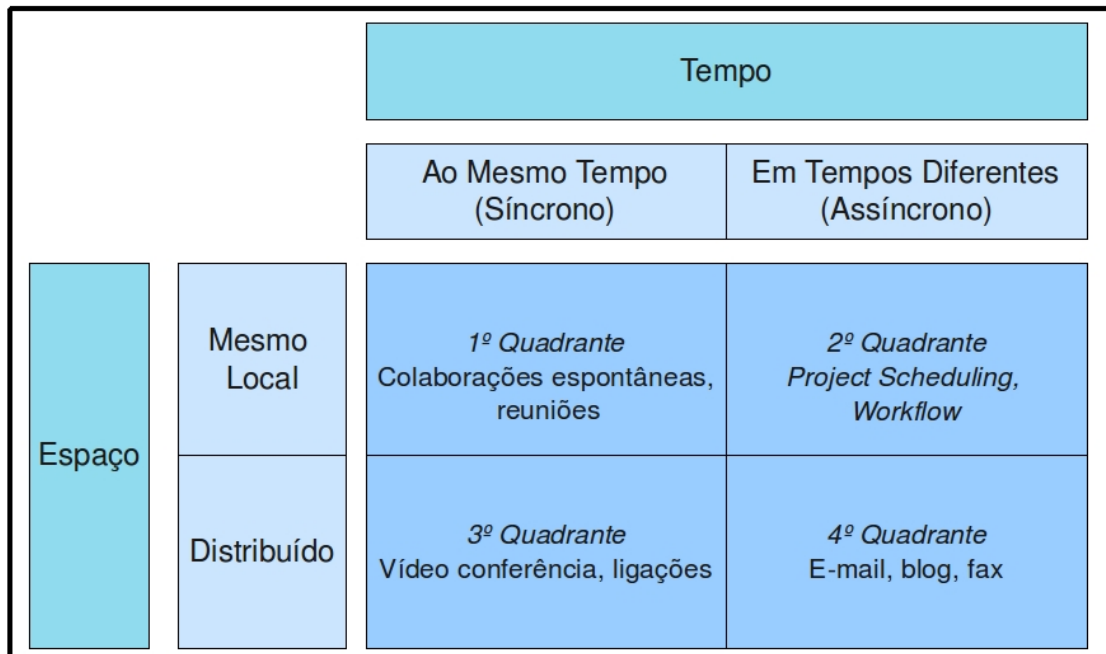 Tempo
Ao Mesmo Tempo
(Síncrono)
Em Tempos Diferentes
(Assíncrono)
Espaço
Mesmo
Local
1º Quadrante
Colaborações espontâneas,
reuniões
2º Quadrante
Project Scheduling,
Workflow
Distribuído
3º Quadrante
Vídeo conferência, ligações
4º Quadrante
E-mail, blog, fax